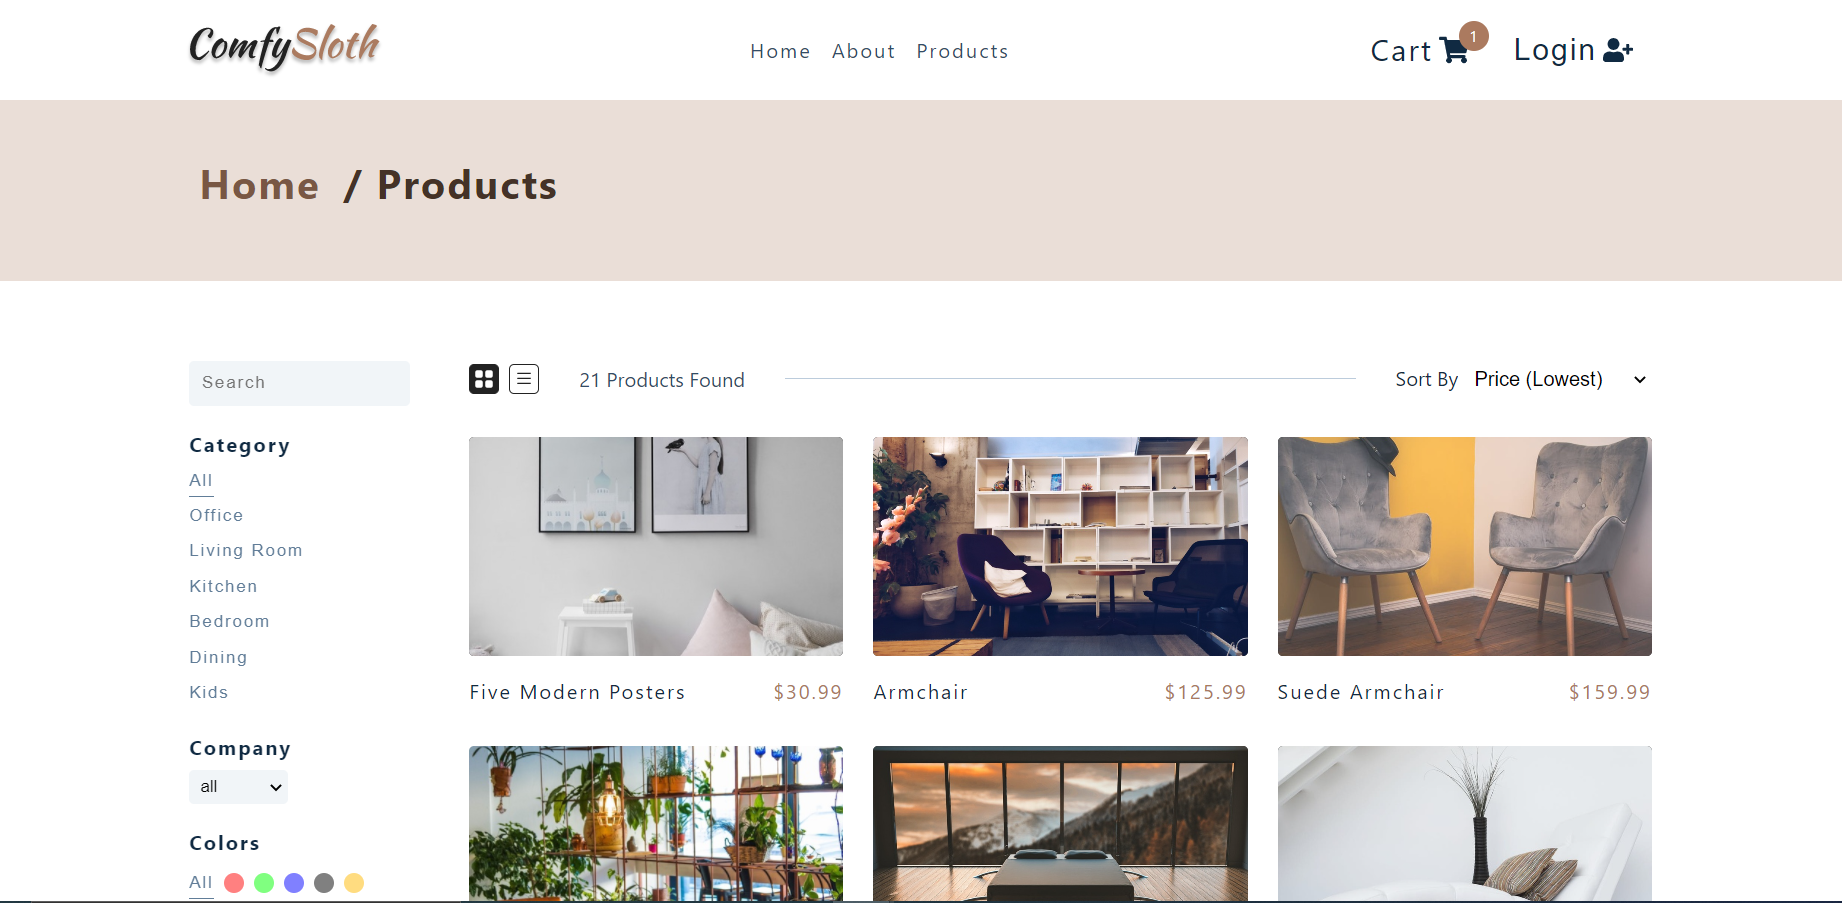 ComfySloth
Home About Products
Cart 1 Login
Home / Products
Search
21 Products Found
Sort By Price (Lowest)
Category
All
Office
Living Room
Kitchen
Bedroom
Dining
Kids
Company
all
Colors
All
Five Modern Posters $30.99
Armchair $125.99
Suede Armchair $159.99